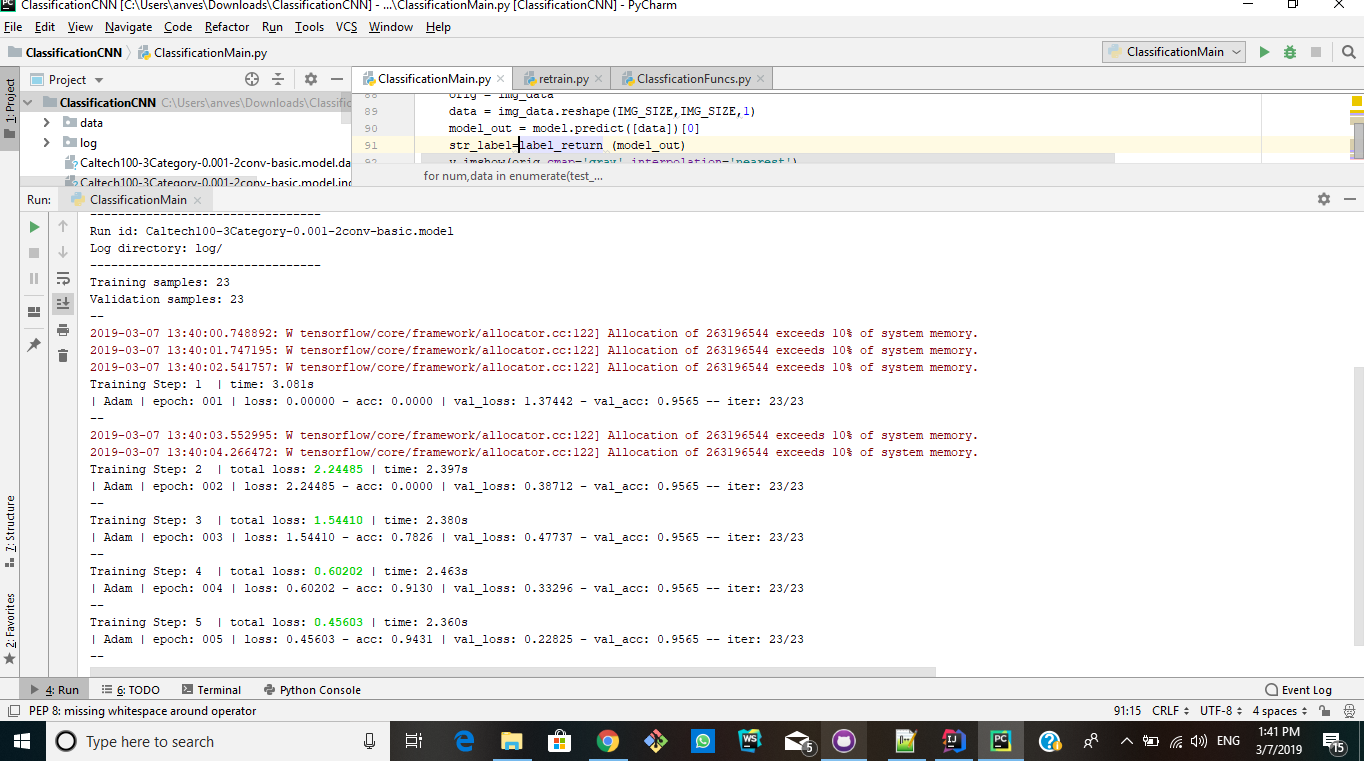 ClassificationCNN [C:\Users\anves\Downloads\ClassificationCNN] - ...\ClassificationMain.py [ClassificationCNN] - PyCharm
File Edit View Navigate Code Refactor Run Tools VCS Window Help
ClassificationCNN ClassificationMain.py ClassificationMain
1: Project
Project
ClassificationMain.py retrain.py ClassficationFuncs.py
ClassificationCNN C:\Users\anves\Downloads\Classific
data
log
Caltech100-3Category-0.001-2conv-basic.model.da
Caltech100-3Category-0.001-2conv-basic.model.ind
88 orig = img_data
89 data = img_data.reshape(IMG_SIZE,IMG_SIZE,1)
90 model_out = model.predict([data])[0]
91 str_label=label_return (model_out)
92 y.imshow(orig,cmap='gray',interpolation='nearest')
for num,data in enumerate(test_...
Run: ClassificationMain
---------------------------------
Run id: Caltech100-3Category-0.001-2conv-basic.model
Log directory: log/
---------------------------------
Training samples: 23
Validation samples: 23
--
2019-03-07 13:40:00.748892: W tensorflow/core/framework/allocator.cc:122] Allocation of 263196544 exceeds 10% of system memory.
2019-03-07 13:40:01.747195: W tensorflow/core/framework/allocator.cc:122] Allocation of 263196544 exceeds 10% of system memory.
2019-03-07 13:40:02.541757: W tensorflow/core/framework/allocator.cc:122] Allocation of 263196544 exceeds 10% of system memory.
Training Step: 1 | time: 3.081s
| Adam | epoch: 001 | loss: 0.00000 - acc: 0.0000 | val_loss: 1.37442 - val_acc: 0.9565 -- iter: 23/23
--
2019-03-07 13:40:03.552995: W tensorflow/core/framework/allocator.cc:122] Allocation of 263196544 exceeds 10% of system memory.
2019-03-07 13:40:04.266472: W tensorflow/core/framework/allocator.cc:122] Allocation of 263196544 exceeds 10% of system memory.
Training Step: 2 | total loss: 2.24485 | time: 2.397s
| Adam | epoch: 002 | loss: 2.24485 - acc: 0.0000 | val_loss: 0.38712 - val_acc: 0.9565 -- iter: 23/23
--
Training Step: 3 | total loss: 1.54410 | time: 2.380s
| Adam | epoch: 003 | loss: 1.54410 - acc: 0.7826 | val_loss: 0.47737 - val_acc: 0.9565 -- iter: 23/23
--
Training Step: 4 | total loss: 0.60202 | time: 2.463s
| Adam | epoch: 004 | loss: 0.60202 - acc: 0.9130 | val_loss: 0.33296 - val_acc: 0.9565 -- iter: 23/23
--
Training Step: 5 | total loss: 0.45603 | time: 2.360s
| Adam | epoch: 005 | loss: 0.45603 - acc: 0.9431 | val_loss: 0.22825 - val_acc: 0.9565 -- iter: 23/23
--
7: Structure
2: Favorites
4: Run 6: TODO Terminal Python Console Event Log
PEP 8: missing whitespace around operator 91:15 CRLF UTF-8 4 spaces
Type here to search
WS
5
IJ
PC
ENG
1:41 PM
3/7/2019
15